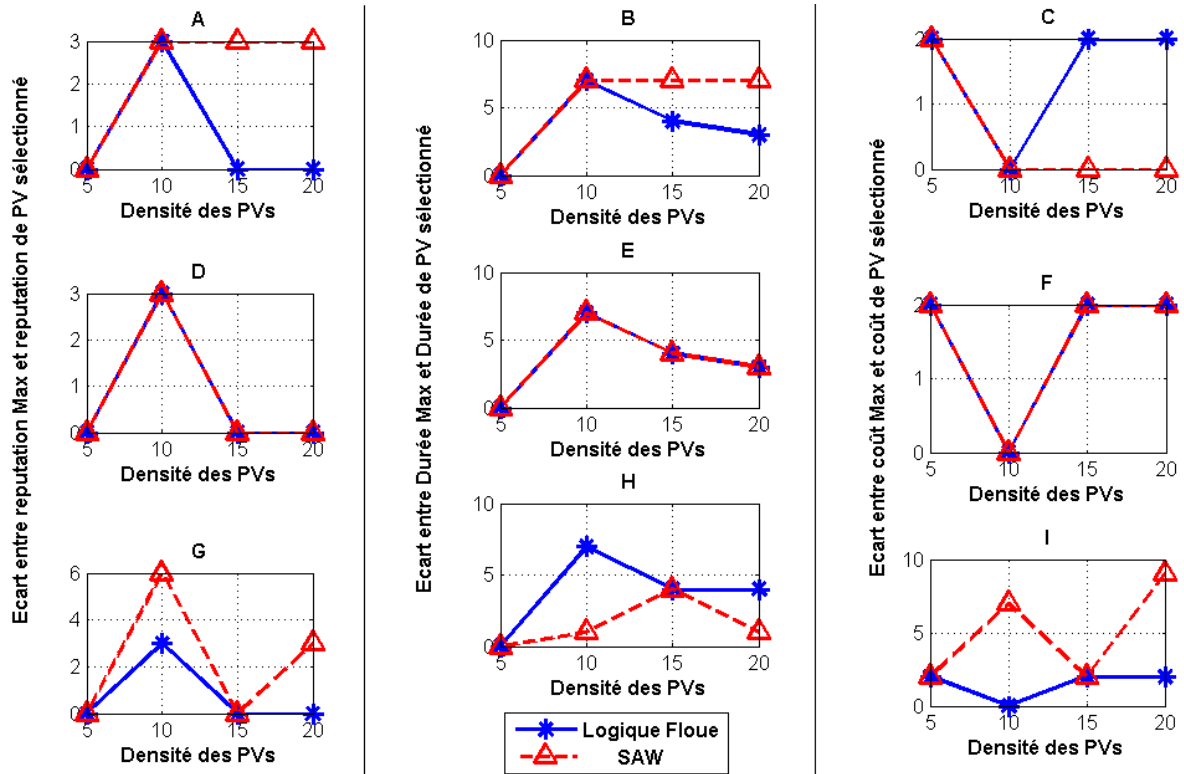 Ecart entre reputation Max et reputation de PV sélectionné
A
3
2
1
0
5 10 15 20
Densité des PVs
D
3
2
1
0
5 10 15 20
Densité des PVs
G
6
4
2
0
5 10 15 20
Densité des PVs
Ecart entre Durée Max et Durée de PV sélectionné
B
10
5
0
5 10 15 20
Densité des PVs
E
10
5
0
5 10 15 20
Densité des PVs
H
10
5
0
5 10 15 20
Densité des PVs
Logique Floue
SAW
Ecart entre coût Max et coût de PV sélectionné
C
2
1
0
5 10 15 20
Densité des PVs
F
2
1
0
5 10 15 20
Densité des PVs
I
10
5
0
5 10 15 20
Densité des PVs